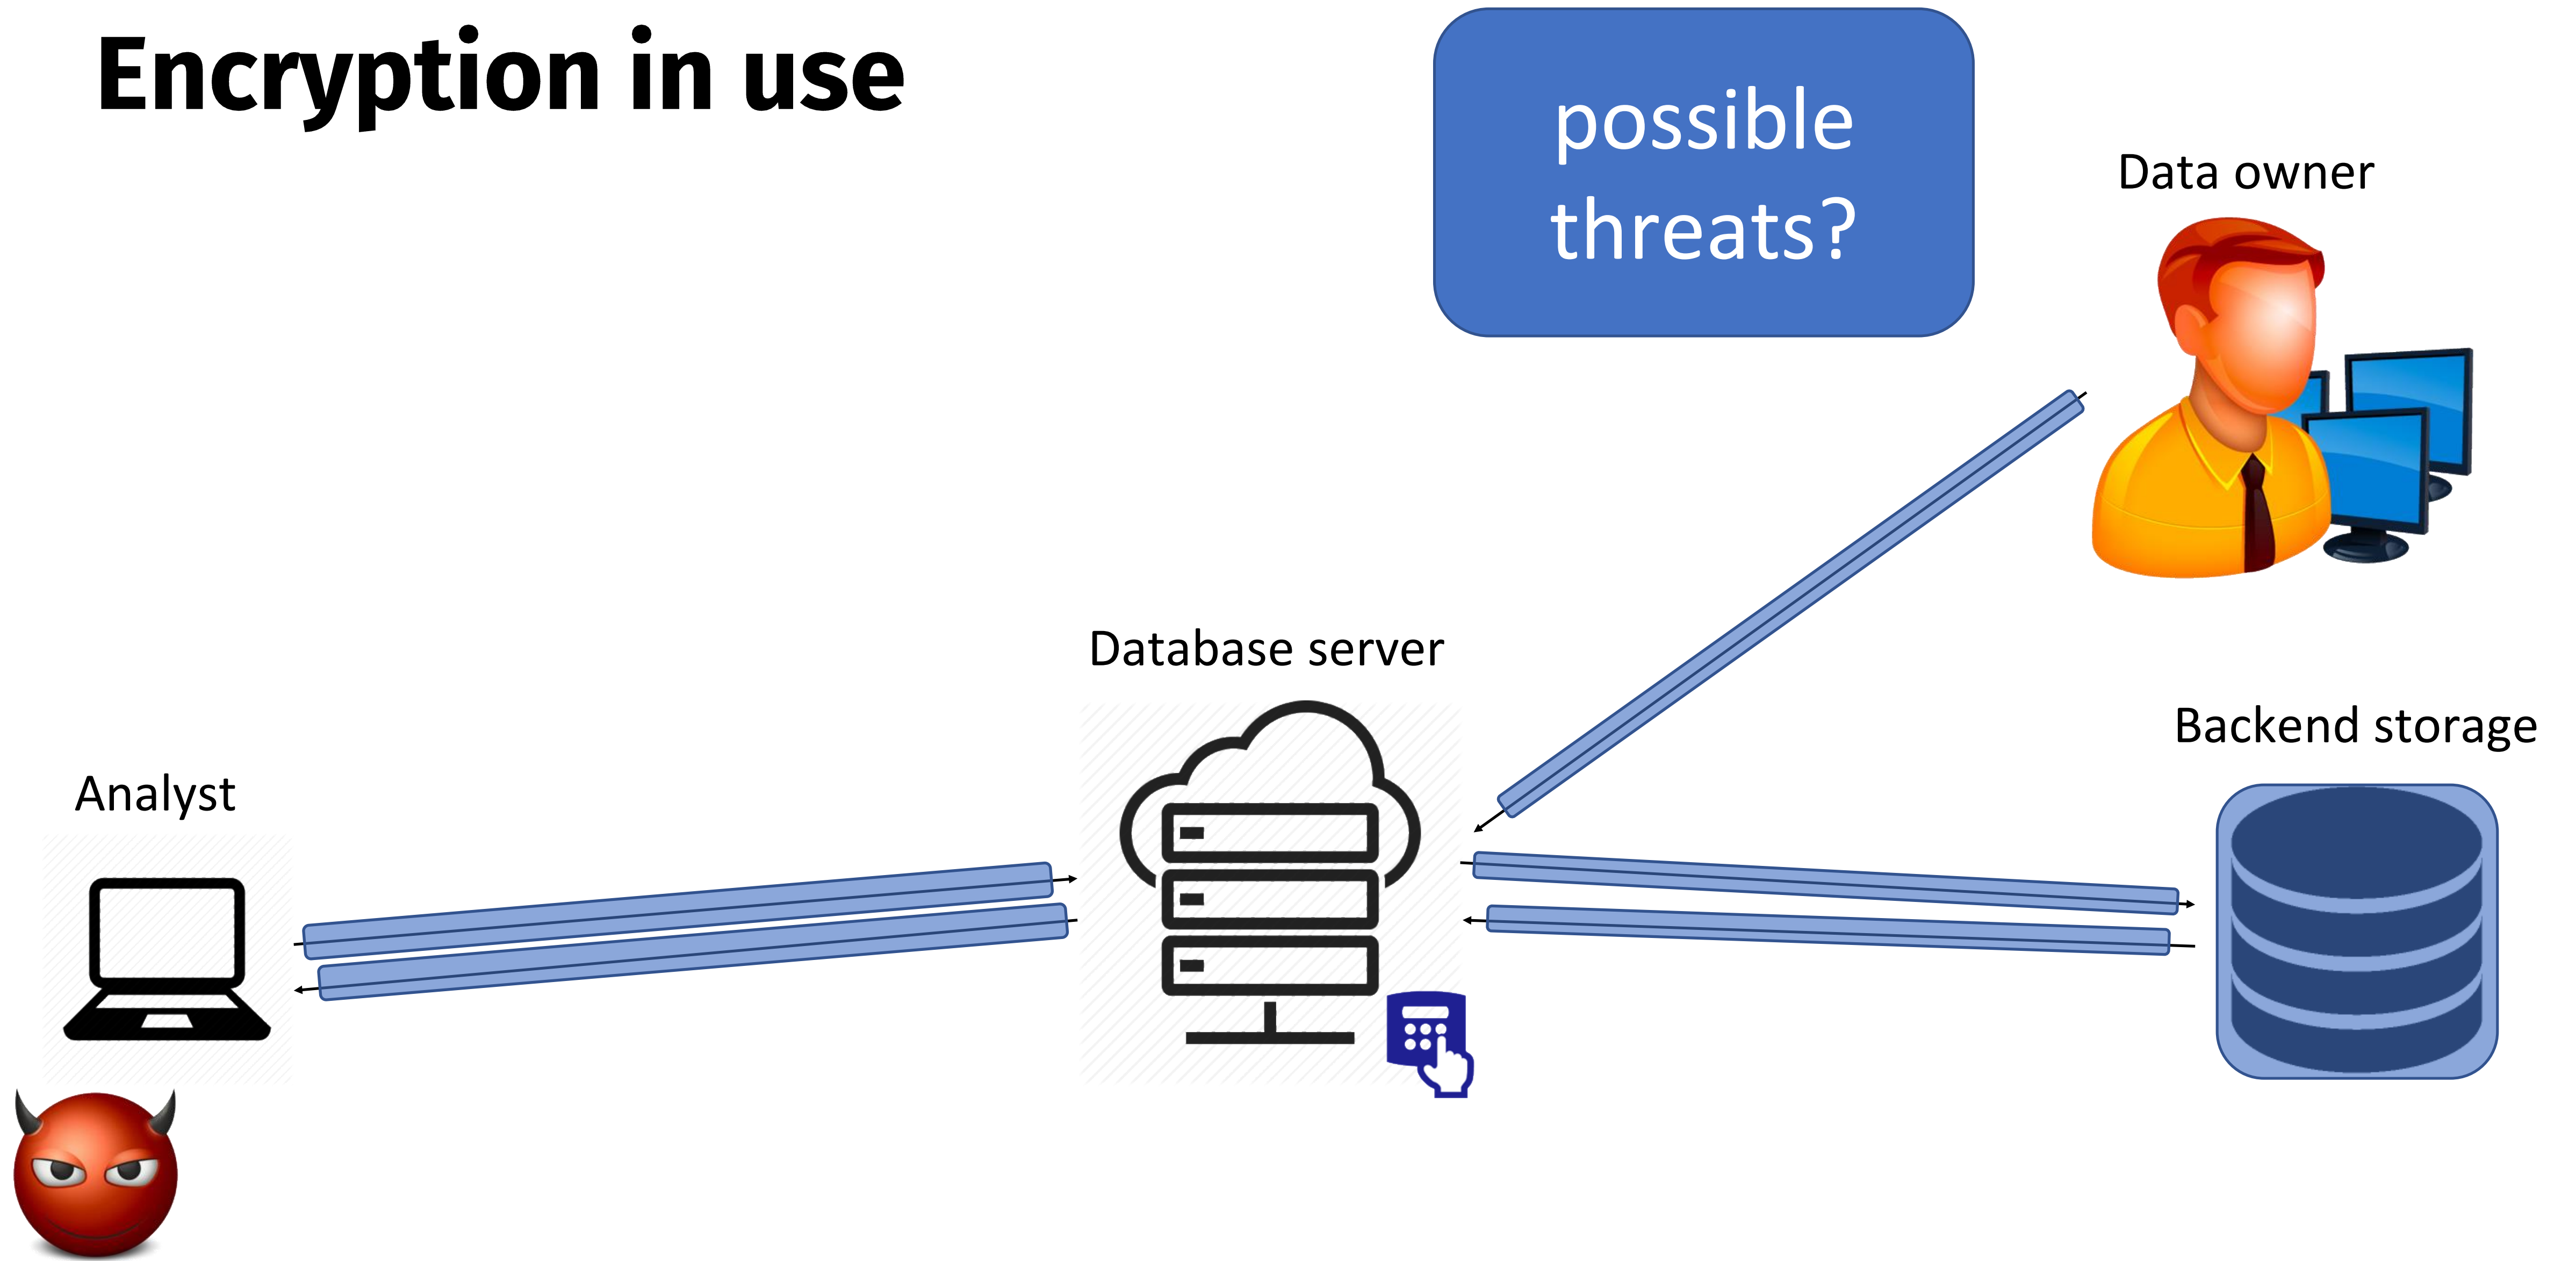 Encryption in use
possible
threats?
Data owner
Database server
Backend storage
Analyst